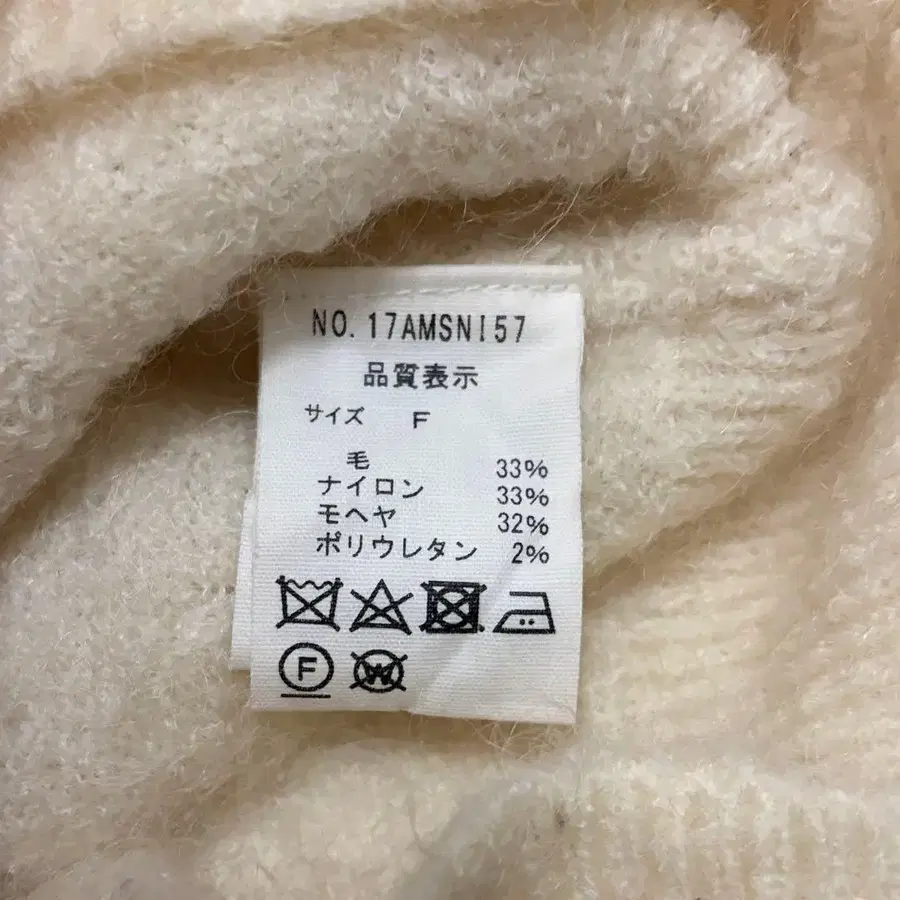 NO. 17AMSNI57
品質表示
サイズ F
毛 33%
ナイロン 33%
モヘヤ 32%
ポリウレタン 2%
F W